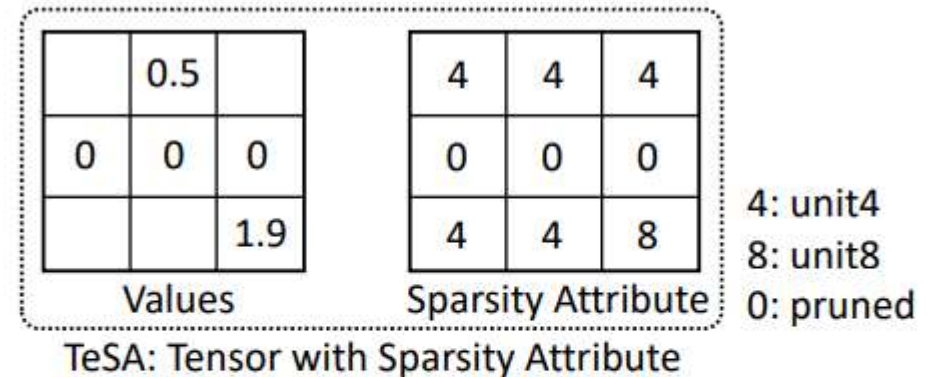 0.5
0 0 0
1.9
Values
4 4 4
0 0 0
4 4 8
Sparsity Attribute
4: unit4
8: unit8
0: pruned
TeSA: Tensor with Sparsity Attribute